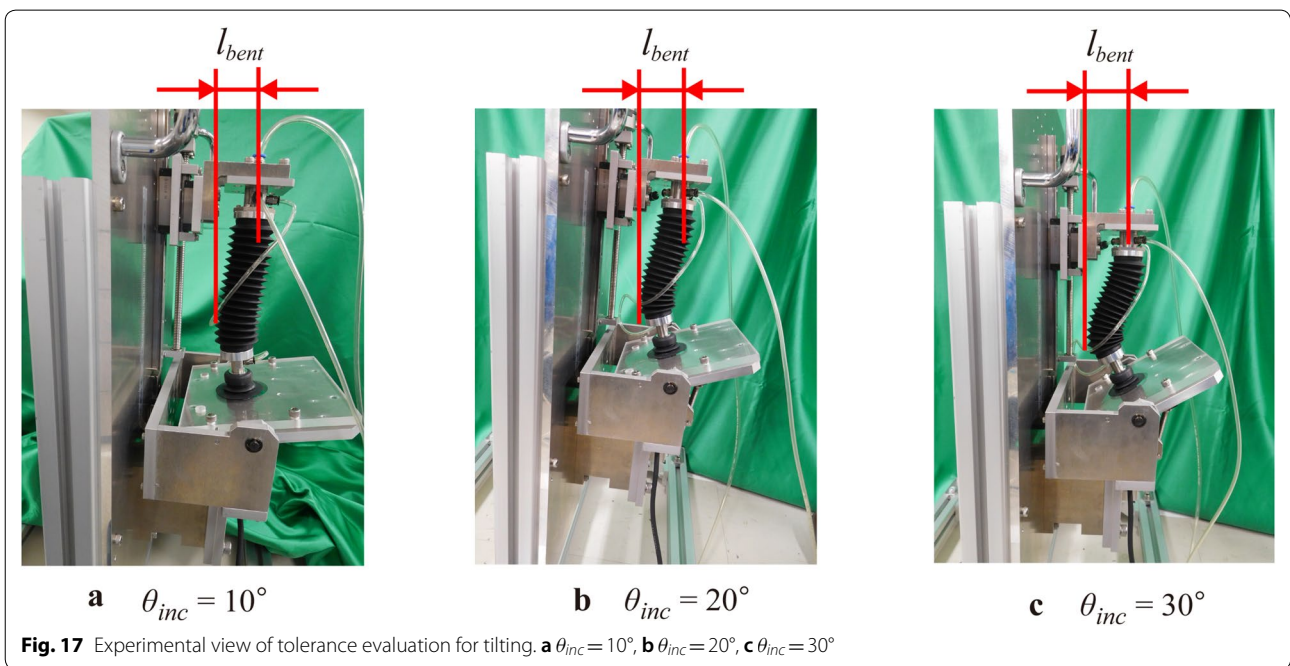 l_bent
l_bent
l_bent
a θ_inc = 10°
b θ_inc = 20°
c θ_inc = 30°
Fig. 17 Experimental view of tolerance evaluation for tilting. a θ_inc = 10°, b θ_inc = 20°, c θ_inc = 30°